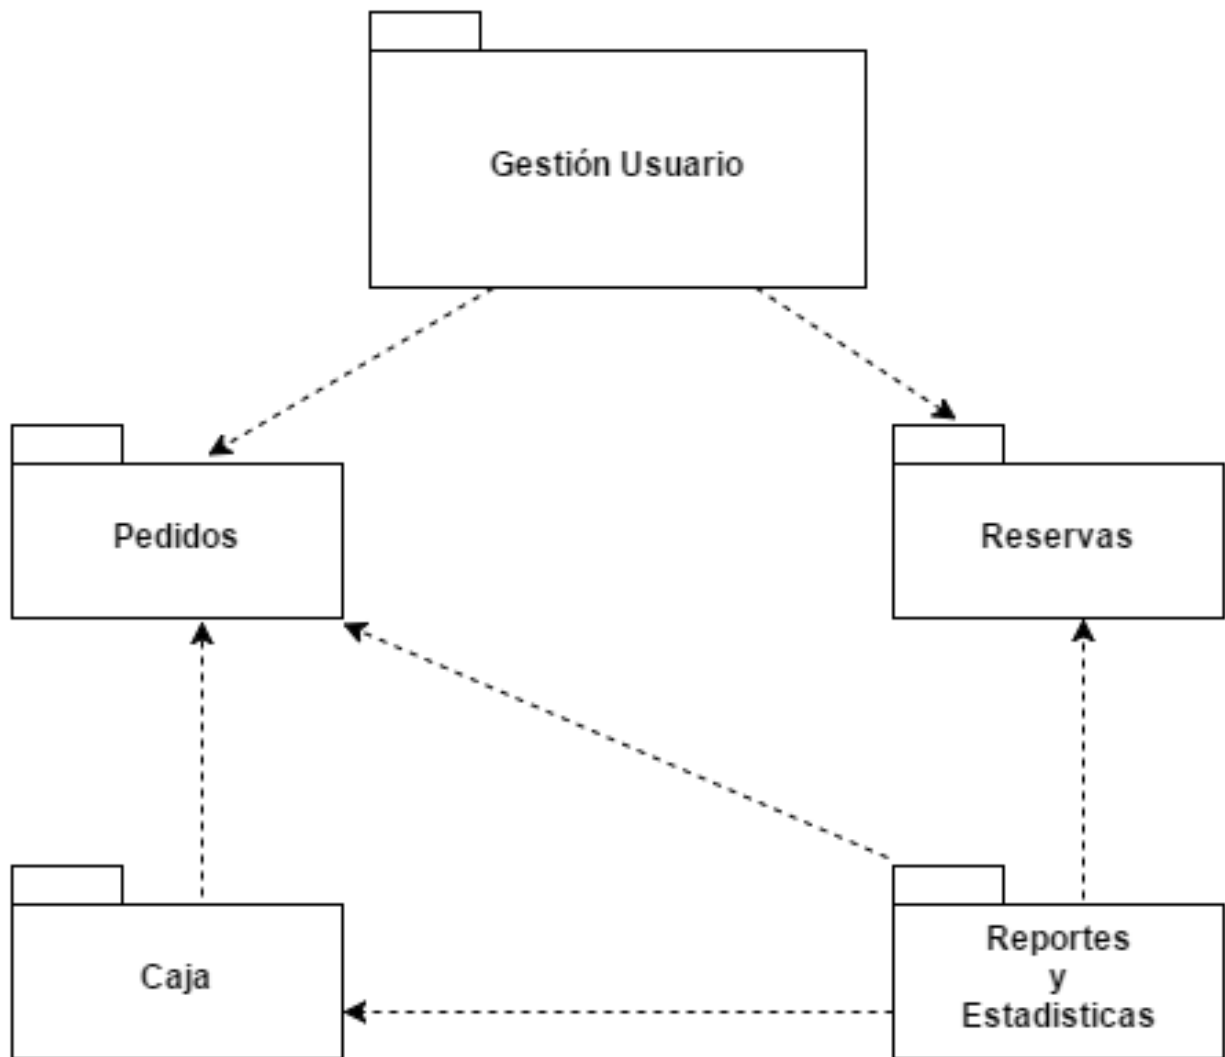 Gestión Usuario
Pedidos
Reservas
Caja
Reportes
y
Estadisticas